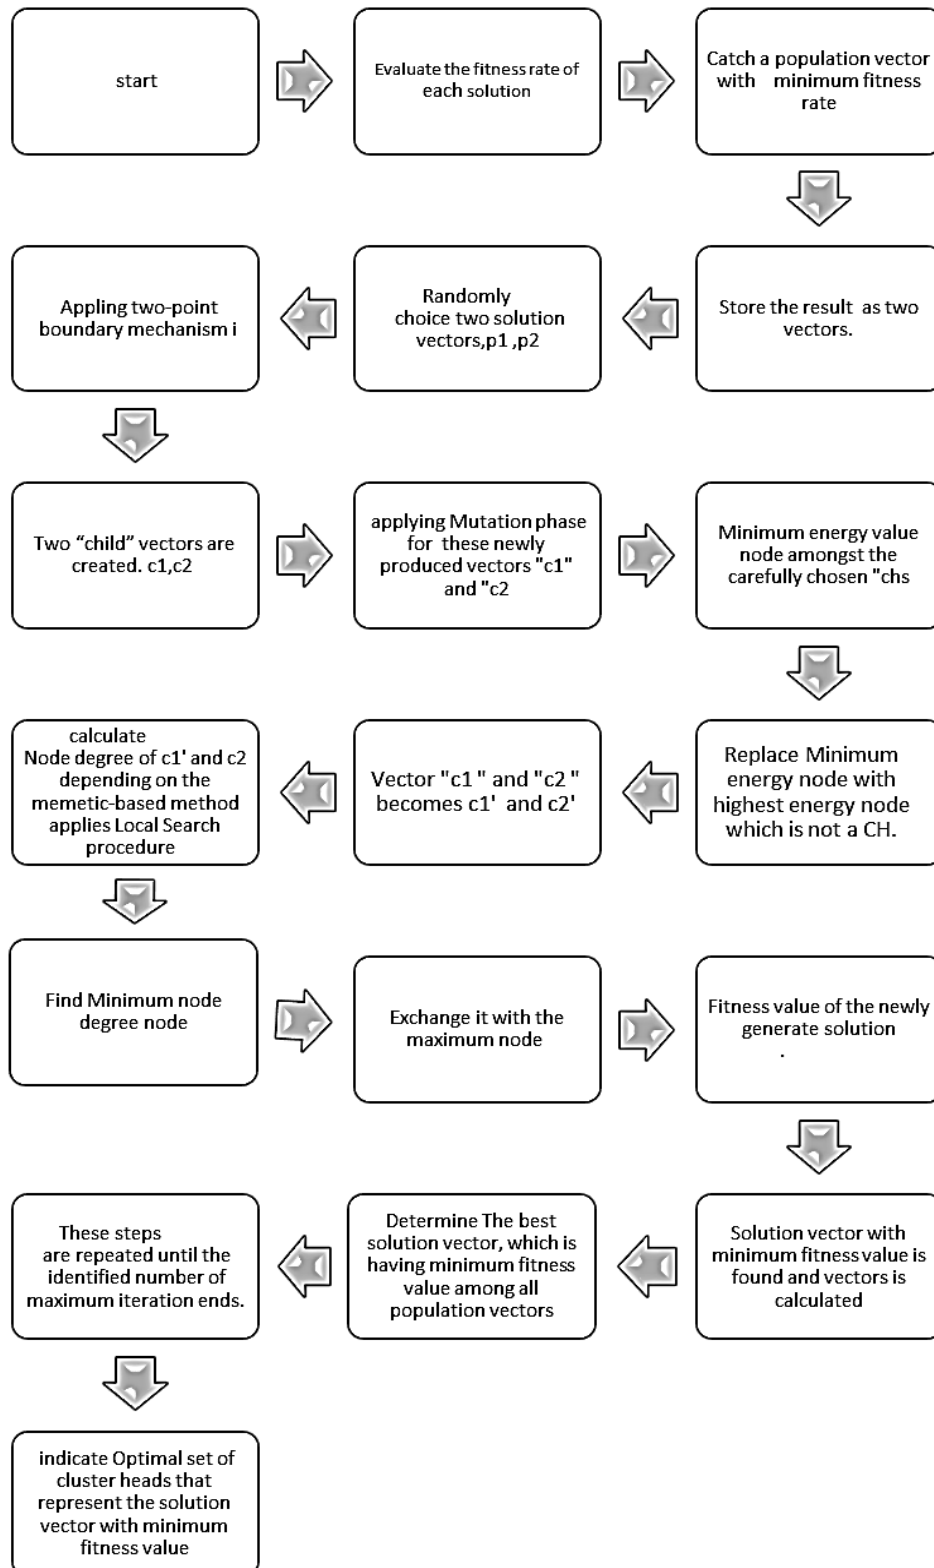 start
Evaluate the fitness rate of
each solution
Catch a population vector
with minimum fitness
rate
Store the result as two
vectors.
Randomly
choice two solution
vectors,p1 ,p2
Appling two-point
boundary mechanism i
Two “child” vectors are
created. c1,c2
applying Mutation phase
for these newly
produced vectors "c1"
and "c2
Minimum energy value
node amongst the
carefully chosen "chs
Replace Minimum
energy node with
highest energy node
which is not a CH.
Vector "c1" and "c2 "
becomes c1' and c2'
calculate
Node degree of c1' and c2
depending on the
memetic-based method
applies Local Search
procedure
Find Minimum node
degree node
Exchange it with the
maximum node
Fitness value of the newly
generate solution
.
Solution vector with
minimum fitness value is
found and vectors is
calculated
Determine The best
solution vector, which is
having minimum fitness
value among all
population vectors
These steps
are repeated until the
identified number of
maximum iteration ends.
indicate Optimal set of
cluster heads that
represent the solution
vector with minimum
fitness value